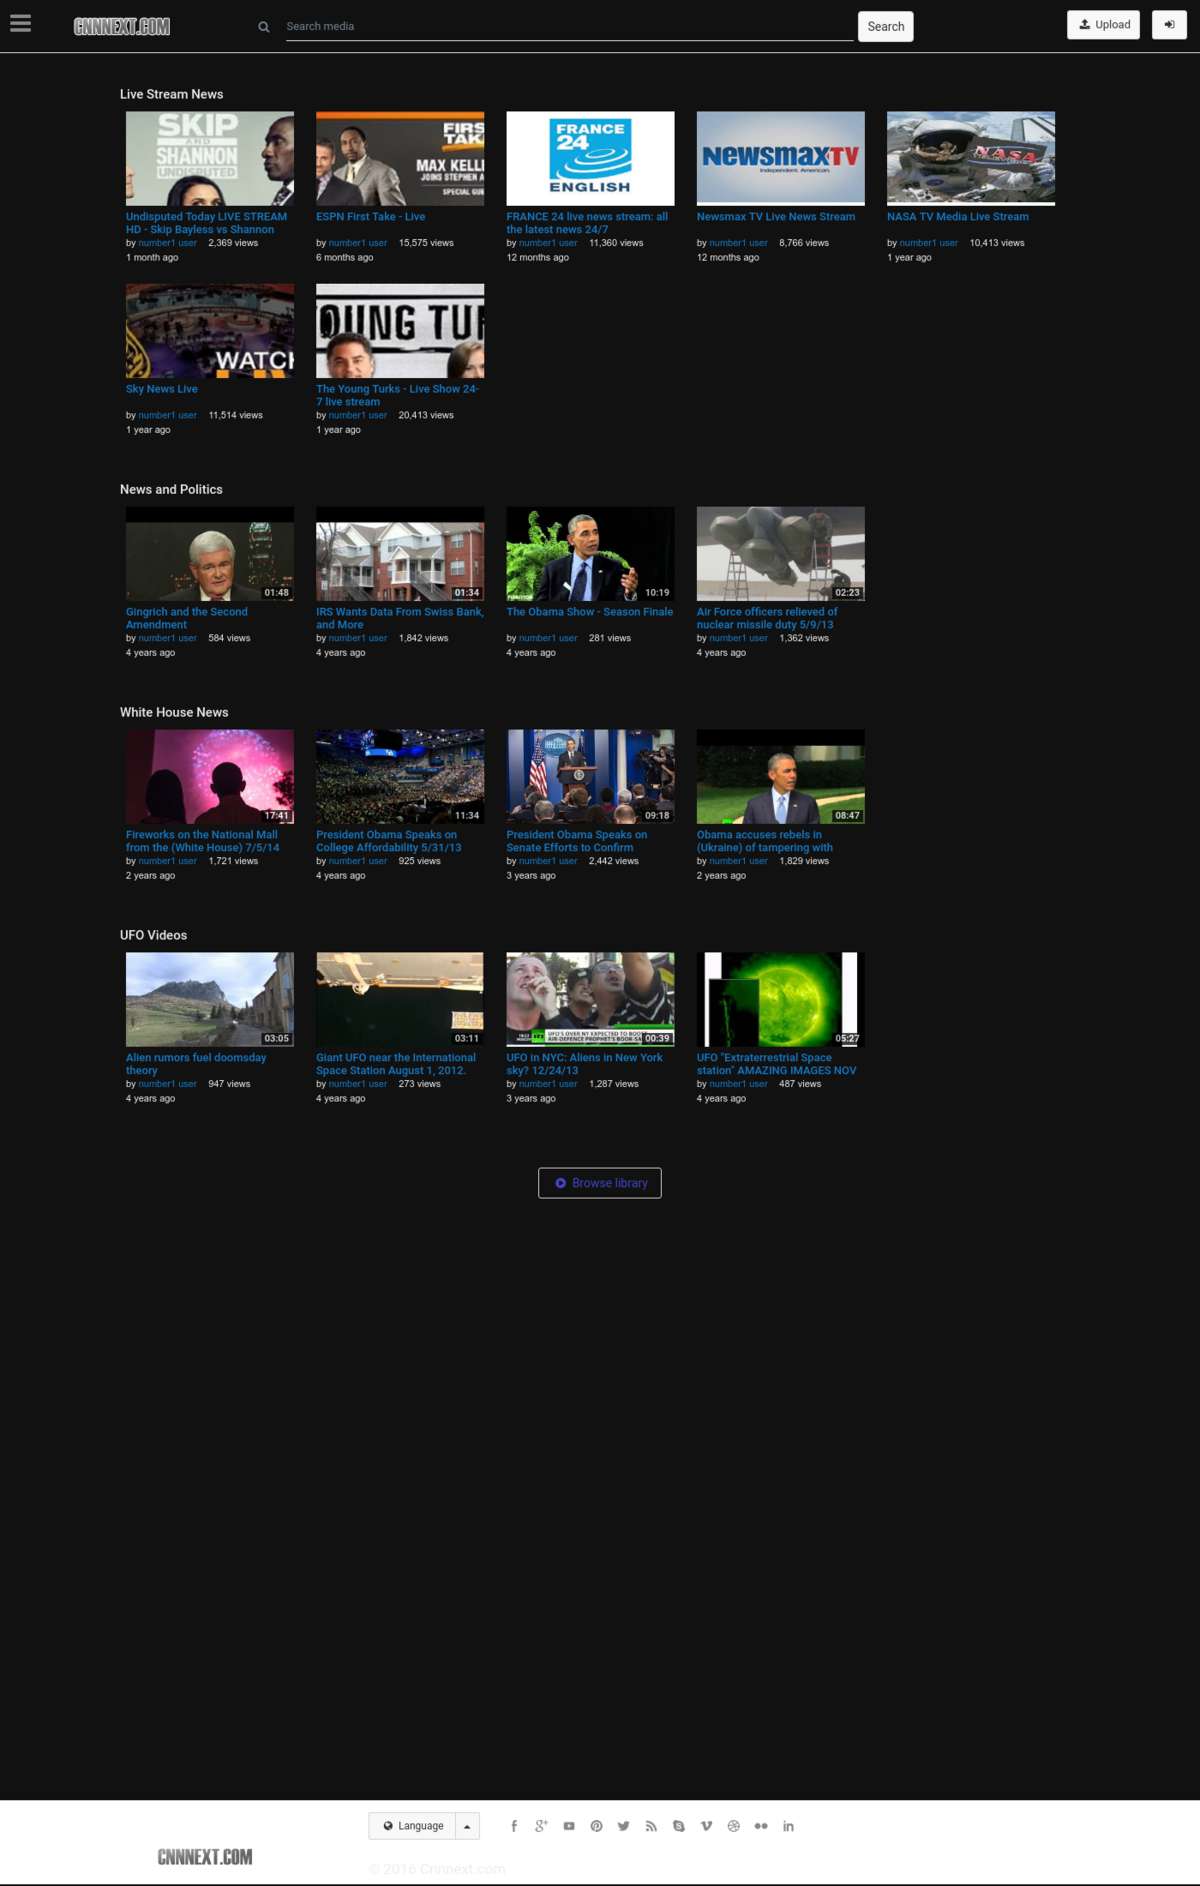 CNNNEXT.COM
Search media
Search
Upload
Live Stream News
SKIP
AND
SHANNON
UNDISPUTED
FIRS
TAK
MAX KELL
JOINS STEPHEN A
SPECIAL GUE
FRANCE
24
ENGLISH
NEWSMAXTV
Independent. American.
NASA
Undisputed Today LIVE STREAM
HD - Skip Bayless vs Shannon
by number1 user 2,369 views
1 month ago
ESPN First Take - Live
by number1 user 15,575 views
6 months ago
FRANCE 24 live news stream: all
the latest news 24/7
by number1 user 11,360 views
12 months ago
Newsmax TV Live News Stream
by number1 user 8,766 views
12 months ago
NASA TV Media Live Stream
by number1 user 10,413 views
1 year ago
WATCH
OUNG TUR
Sky News Live
by number1 user 11,514 views
1 year ago
The Young Turks - Live Show 24-
7 live stream
by number1 user 20,413 views
1 year ago
News and Politics
01:48
01:34
10:19
02:23
Gingrich and the Second
Amendment
by number1 user 584 views
4 years ago
IRS Wants Data From Swiss Bank,
and More
by number1 user 1,842 views
4 years ago
The Obama Show - Season Finale
by number1 user 281 views
4 years ago
Air Force officers relieved of
nuclear missile duty 5/9/13
by number1 user 1,362 views
4 years ago
White House News
17:41
11:34
09:18
08:47
Fireworks on the National Mall
from the (White House) 7/5/14
by number1 user 1,721 views
2 years ago
President Obama Speaks on
College Affordability 5/31/13
by number1 user 925 views
4 years ago
President Obama Speaks on
Senate Efforts to Confirm
by number1 user 2,442 views
3 years ago
Obama accuses rebels in
(Ukraine) of tampering with
by number1 user 1,829 views
2 years ago
UFO Videos
03:05
03:11
UFO'S OVER NY EXPECTED TO BOOS
AIR-DEFENCE PROPHET'S BOOK-SA
00:39
05:27
Alien rumors fuel doomsday
theory
by number1 user 947 views
4 years ago
Giant UFO near the International
Space Station August 1, 2012.
by number1 user 273 views
4 years ago
UFO in NYC: Aliens in New York
sky? 12/24/13
by number1 user 1,287 views
3 years ago
UFO "Extraterrestrial Space
station" AMAZING IMAGES NOV
by number1 user 487 views
4 years ago
Browse library
Language
CNNNEXT.COM
© 2016 Cnnnext.com